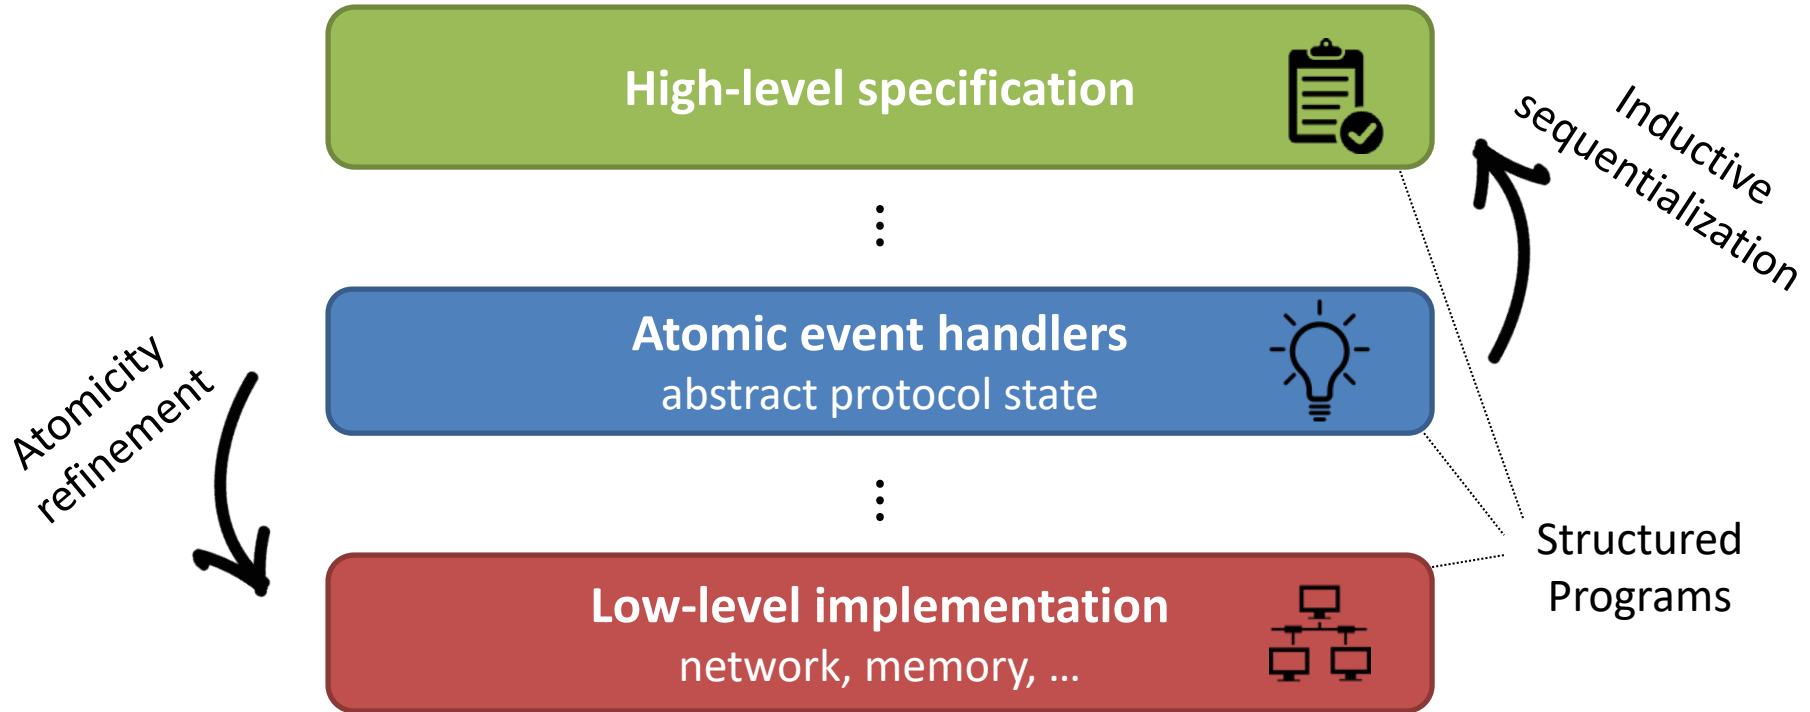 High-level specification
Inductive
sequentialization
⋮
Atomic event handlers
abstract protocol state
Atomicity
refinement
⋮
Structured
Programs
Low-level implementation
network, memory, ...